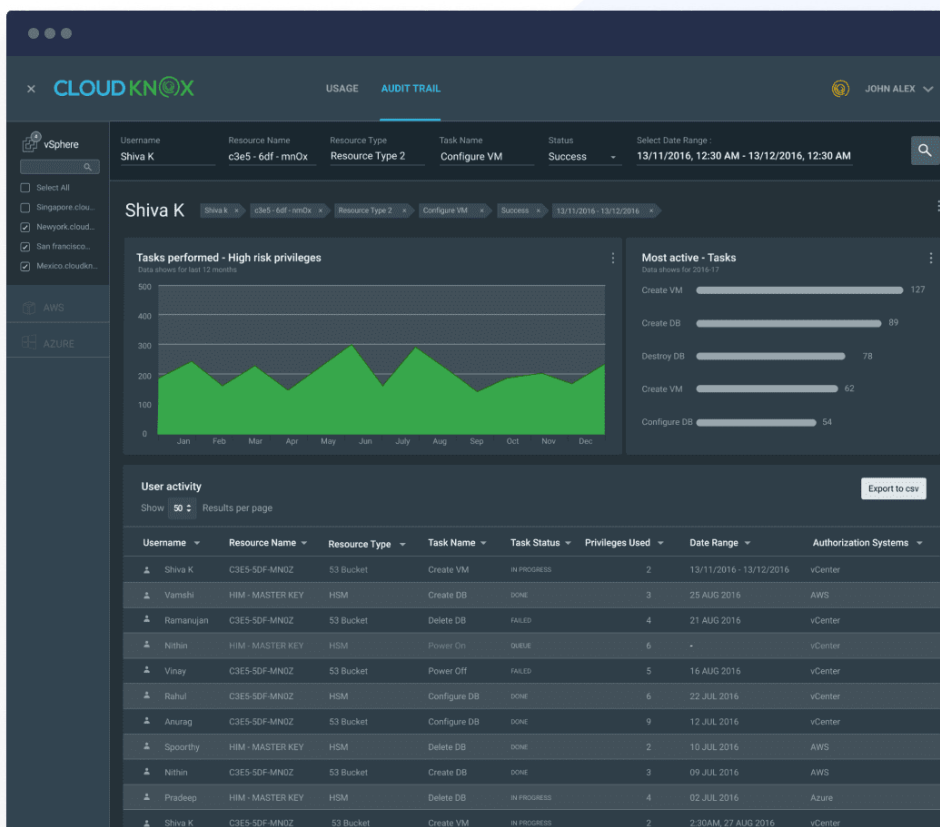 CLOUDKNOX
USAGE AUDIT TRAIL
JOHN ALEX
4
vSphere
Select All
Singapore.clou...
Newyork.cloud...
San francisco...
Mexico.cloudkn...
AWS
AZURE
Username Resource Name Resource Type Task Name Status Select Date Range :
Shiva K c3e5 - 6df - mnOx Resource Type 2 Configure VM Success 13/11/2016, 12:30 AM - 13/12/2016, 12:30 AM
Shiva K
Shiva k × c3e5 - 6df - mnOx × Resource Type 2 × Configure VM × Success × 13/11/2016 - 13/12/2016 ×
Tasks performed - High risk privileges
Data shows for last 12 months
500
400
300
200
100
0
Jan Feb Mar Apr May Jun July Aug Sep Oct Nov Dec
Most active - Tasks
Data shows for 2016-17
Create VM 127
Create DB 89
Destroy DB 78
Create VM 62
Configure DB 54
User activity
Show 50 Results per page
Export to csv
Username Resource Name Resource Type Task Name Task Status Privileges Used Date Range Authorization Systems
Shiva K C3E5-5DF-MN0Z 53 Bucket Create VM IN PROGRESS 2 13/11/2016 - 13/12/2016 vCenter
Vamshi HIM - MASTER KEY HSM Create DB DONE 3 25 AUG 2016 AWS
Ramanujan C3E5-5DF-MN0Z 53 Bucket Delete DB FAILED 4 21 AUG 2016 vCenter
Nithin HIM - MASTER KEY HSM Power On QUEUE 6 - vCenter
Vinay C3E5-5DF-MN0Z 53 Bucket Power Off FAILED 5 16 AUG 2016 vCenter
Rahul C3E5-5DF-MN0Z HSM Configure DB DONE 6 22 JUL 2016 vCenter
Anurag C3E5-5DF-MN0Z 53 Bucket Configure DB DONE 9 12 JUL 2016 vCenter
Spoorthy HIM - MASTER KEY HSM Delete DB DONE 2 10 JUL 2016 AWS
Nithin C3E5-5DF-MN0Z 53 Bucket Create DB DONE 3 09 JUL 2016 AWS
Pradeep HIM - MASTER KEY HSM Delete DB IN PROGRESS 4 02 JUL 2016 Azure
Shiva K C3E5-5DF-MN0Z 53 Bucket Create VM IN PROGRESS 2 2:30AM, 27 AUG 2016 vCenter